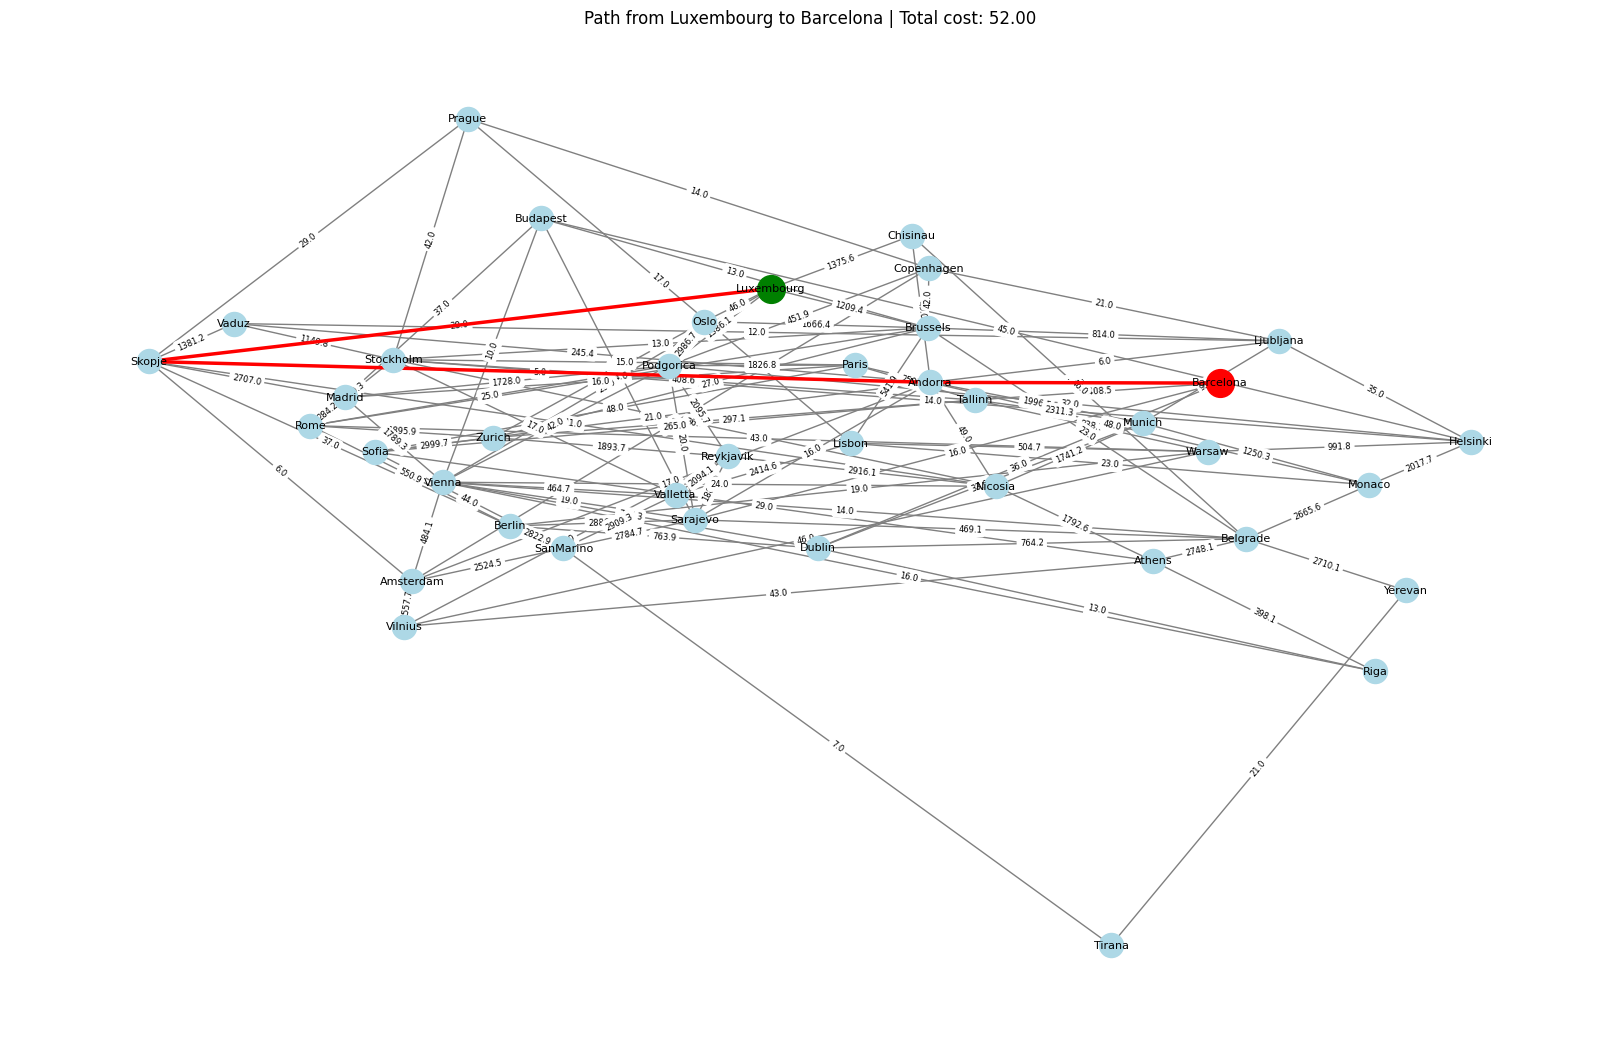 Path from Luxembourg to Barcelona | Total cost: 52.00
Prague
14.0
Budapest
Chisinau
29.0
42.0
1375.6
Copenhagen
13.0
17.0
Luxembourg
42.0
21.0
37.0
46.0
1209.4
Vaduz
20.0
Oslo
451.9
1666.4
Brussels
45.0
12.0
814.0
1381.2
1149.8
13.0
2986.7
Ljubljana
10.0
245.4
Skopje
Stockholm
15.0
Podgorica
1826.8
Paris
6.0
2707.0
5.0
1728.0
16.0
408.6
27.0
Andorra
Barcelona
35.0
Madrid
25.0
14.0
Tallinn
108.5
48.0
21.0
297.1
2311.3
Rome
17.0
42.0
265.0
48.0
Munich
37.0
2999.7
Zurich
43.0
Lisbon
23.0
Helsinki
1789.3
20.0
40.0
504.7
991.8
Sofia
1893.7
Reykjavik
16.0
16.0
Warsaw
1250.3
550.9
2414.6
2916.1
36.0
1741.2
23.0
2017.7
Vienna
464.7
17.0
2094.1
24.0
19.0
Nicosia
Monaco
6.0
44.0
19.0
Valletta
29.0
14.0
2665.6
484.1
Berlin
2909.3
Sarajevo
469.1
1792.6
2822.9
2784.7
763.9
764.2
Belgrade
SanMarino
Dublin
2748.1
2524.5
Athens
2710.1
Amsterdam
16.0
Yerevan
557.7
43.0
Vilnius
13.0
398.1
Riga
7.0
21.0
Tirana